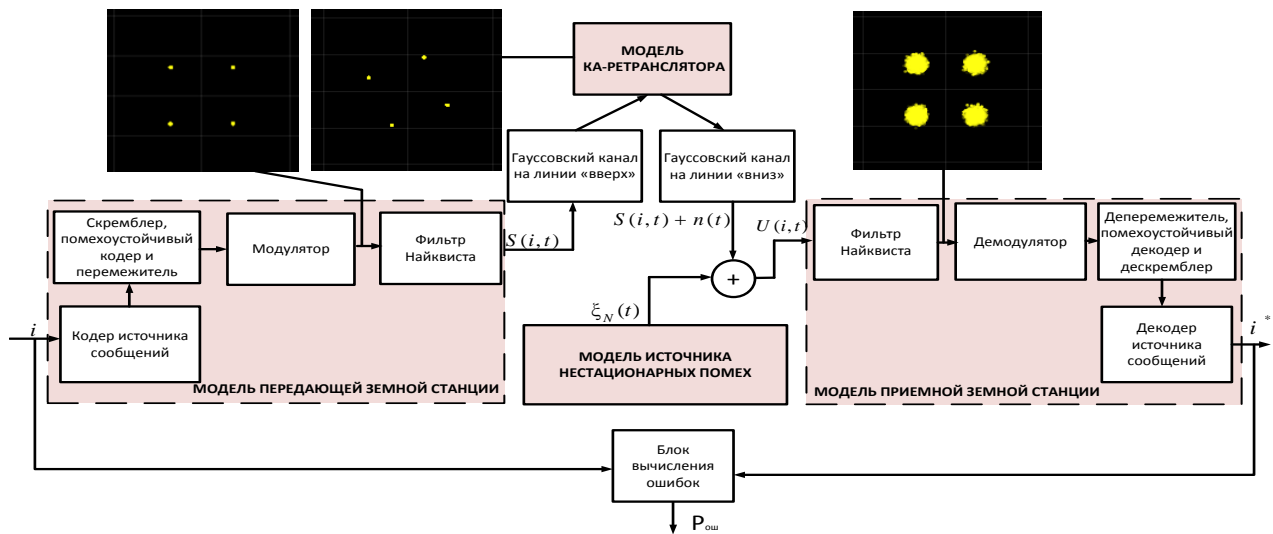 МОДЕЛЬ
КА-РЕТРАНСЛЯТОРА
Гауссовский канал
на линии «вверх»
Гауссовский канал
на линии «вниз»
Скремблер,
помехоустойчивый
кодер и
перемежитель
Модулятор
Фильтр
Найквиста
S(i,t)
S(i,t) + n(t)
U(i,t)
+
Фильтр
Найквиста
Демодулятор
Деперемежитель,
помехоустойчивый
декодер и
дескремблер
i
Кодер источника
сообщений
МОДЕЛЬ ПЕРЕДАЮЩЕЙ ЗЕМНОЙ СТАНЦИИ
ξN(t)
МОДЕЛЬ ИСТОЧНИКА
НЕСТАЦИОНАРНЫХ ПОМЕХ
Декодер
источника
сообщений
i *
МОДЕЛЬ ПРИЕМНОЙ ЗЕМНОЙ СТАНЦИИ
Блок
вычисления
ошибок
Pош